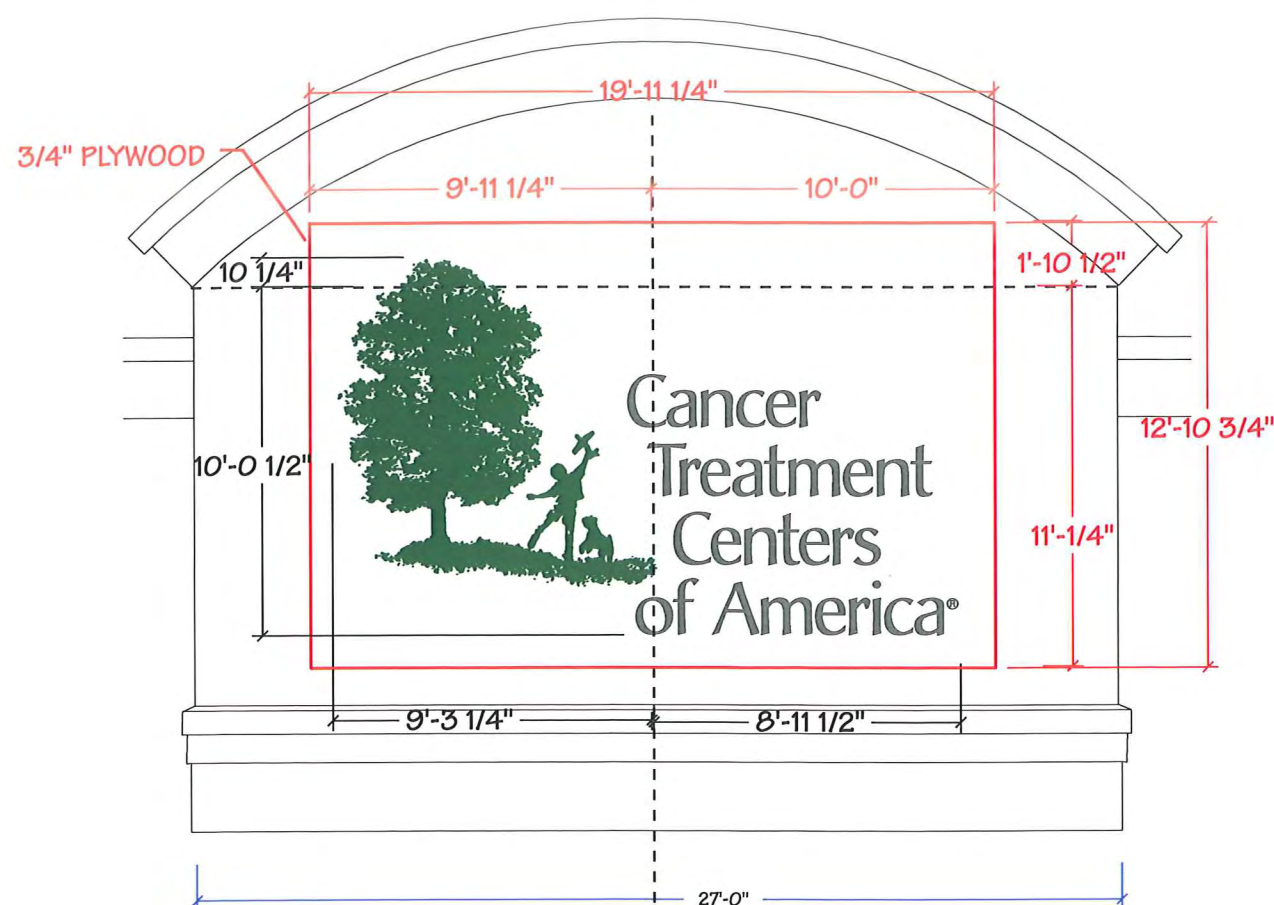 19'-11 1/4"
3/4" PLYWOOD
9'-11 1/4"
10'-0"
10 1/4"
1'-10 1/2"
Cancer
Treatment
Centers
of America®
12'-10 3/4"
10'-0 1/2"
11'-1/4"
9'-3 1/4"
8'-11 1/2"
27'-0"